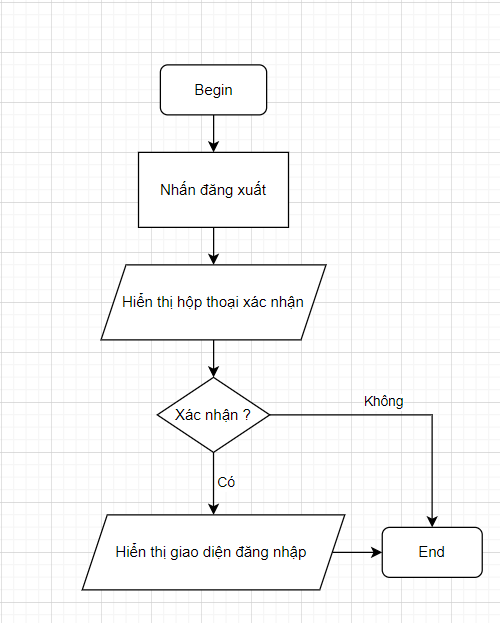 Begin
Nhấn đăng xuất
Hiển thị hộp thoại xác nhận
Xác nhận ?
Không
Có
Hiển thị giao diện đăng nhập
End